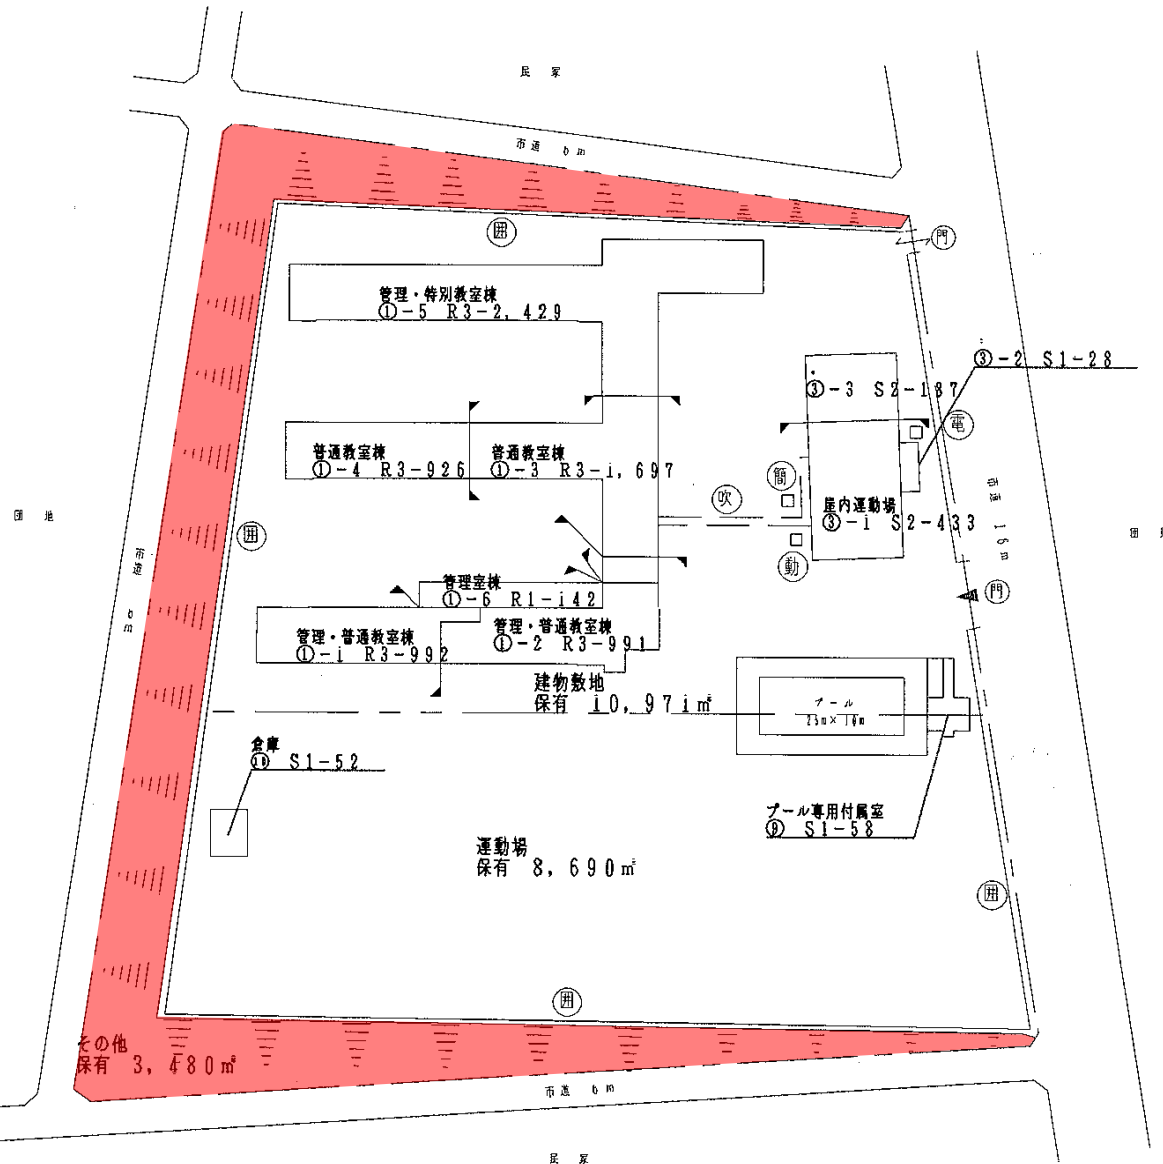 民 家
市道 6m
囲
門
管理・特別教室棟
①-5 R3-2,429
③-2 S1-28
③-3 S2-187
電
普通教室棟
①-4 R3-926
普通教室棟
①-3 R3-1,697
簡
吹
屋内運動場
③-1 S2-433
市道 16m
団 地
団
囲
市道 6m
動
管理室棟
①-6 R1-142
門
管理・普通教室棟
①-1 R3-992
管理・普通教室棟
①-2 R3-991
建物敷地
保有 10,971㎡
プール
25m×10m
倉庫
⑩ S1-52
プール専用付属室
⑨ S1-58
運動場
保有 8,690㎡
囲
囲
その他
保有 3,480㎡
市道 6m
民 家